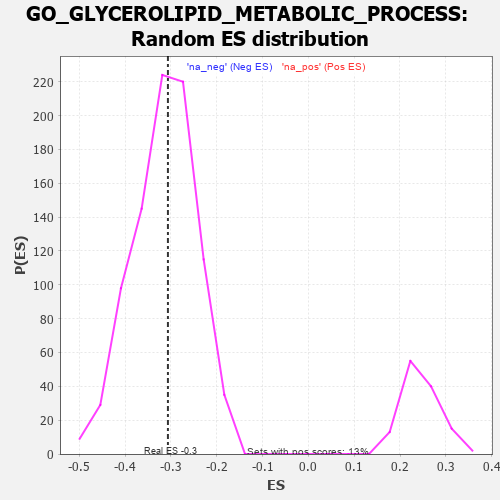 GO_GLYCEROLIPID_METABOLIC_PROCESS:
Random ES distribution
'na_neg' (Neg ES) 'na_pos' (Pos ES)
220
200
180
160
140
120
100
80
60
40
20
0
P(ES)
Real ES -0.3
Sets with pos scores: 13%
-0.5 -0.4 -0.3 -0.2 -0.1 0.0 0.1 0.2 0.3 0.4
ES